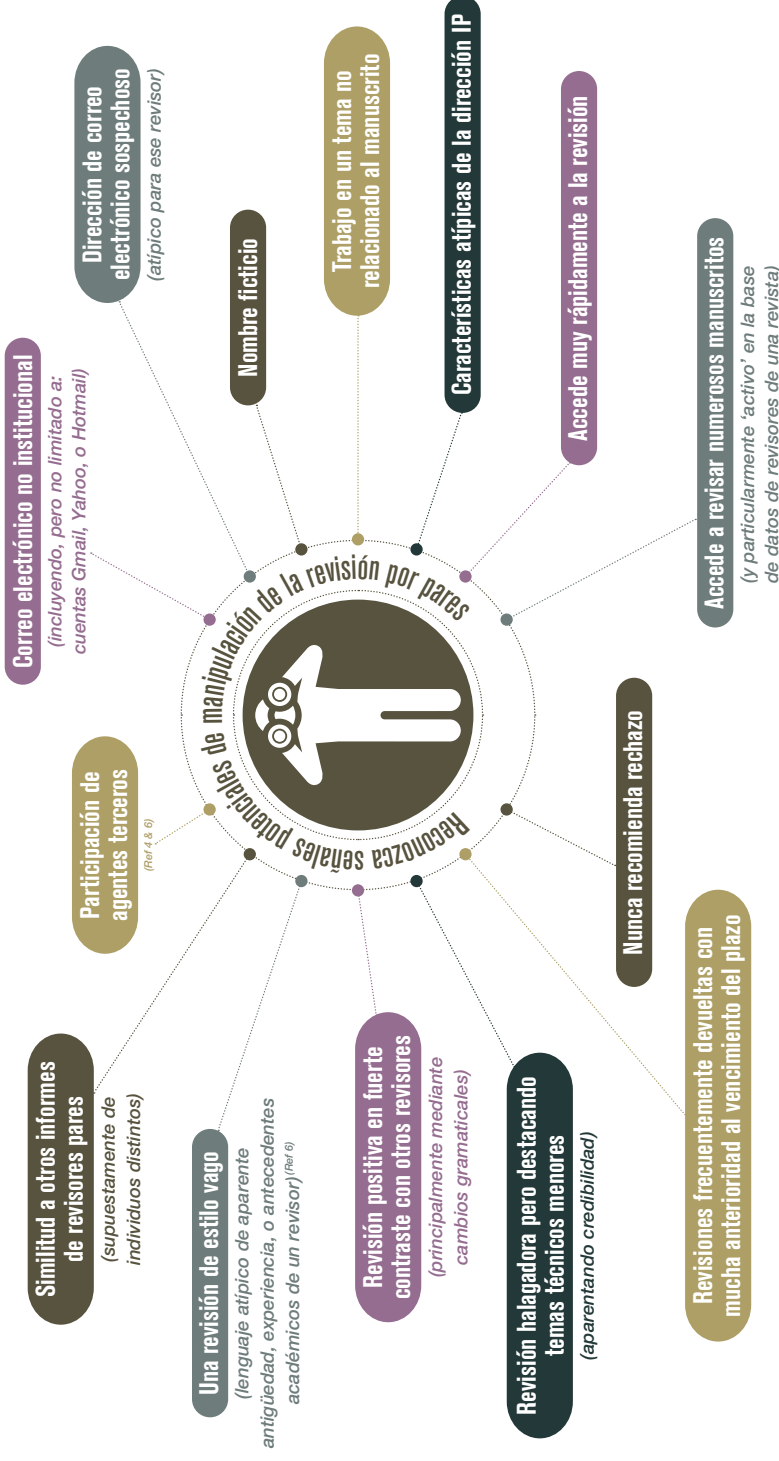 Reconozca señales potenciales de manipulación de la revisión por pares
Participación de
agentes terceros
(Ref 4 & 6)
Correo electrónico no institucional
(incluyendo, pero no limitado a:
cuentas Gmail, Yahoo, o Hotmail)
Dirección de correo
electrónico sospechoso
(atípico para ese revisor)
Nombre ficticio
Trabajo en un tema no
relacionado al manuscrito
Características atípicas de la dirección IP
Accede muy rápidamente a la revisión
Accede a revisar numerosos manuscritos
(y particularmente ‘activo’ en la base
de datos de revisores de una revista)
Nunca recomienda rechazo
Revisiones frecuentemente devueltas con
mucha anterioridad al vencimiento del plazo
Revisión halagadora pero destacando
temas técnicos menores
(aparentando credibilidad)
Revisión positiva en fuerte
contraste con otros revisores
(principalmente mediante
cambios gramaticales)
Una revisión de estilo vago
(lenguaje atípico de aparente
antigüedad, experiencia, o antecedentes
académicos de un revisor)(Ref 6)
Similitud a otros informes
de revisores pares
(supuestamente de
individuos distintos)